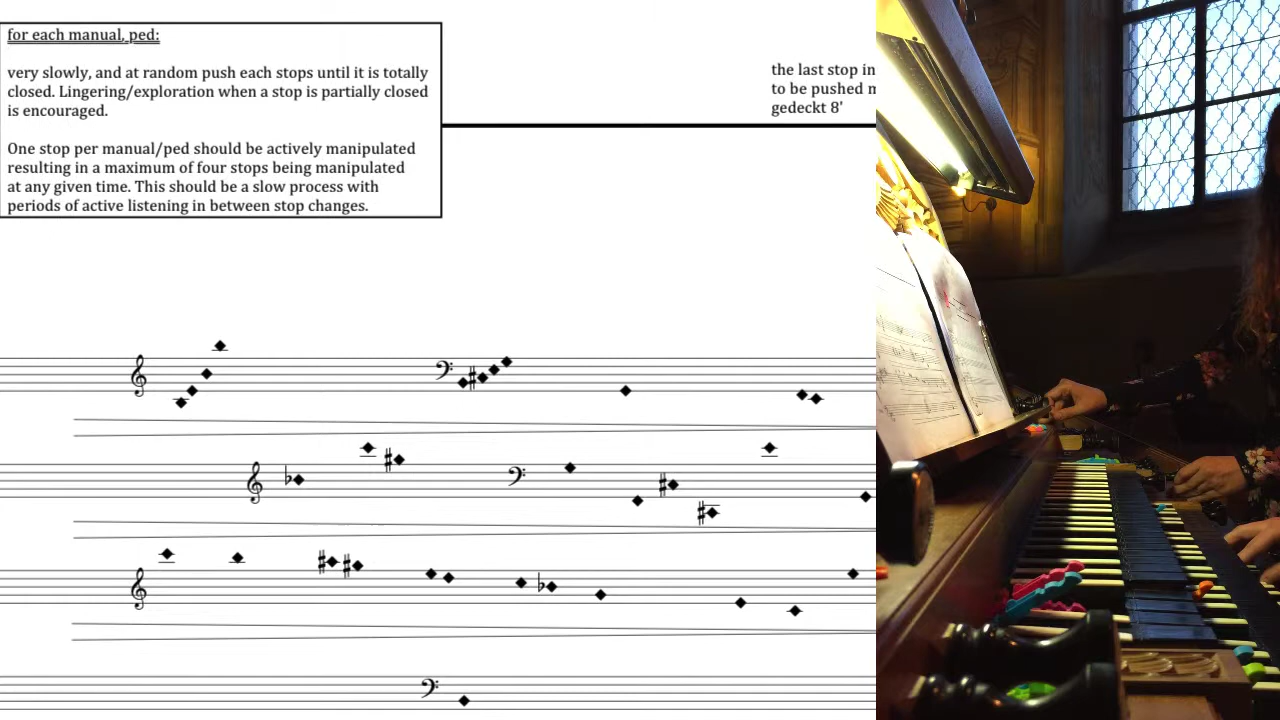 for each manual, ped:
very slowly, and at random push each stops until it is totally
closed. Lingering/exploration when a stop is partially closed
is encouraged.
One stop per manual/ped should be actively manipulated
resulting in a maximum of four stops being manipulated
at any given time. This should be a slow process with
periods of active listening in between stop changes.
the last stop in
to be pushed
gedeckt 8'